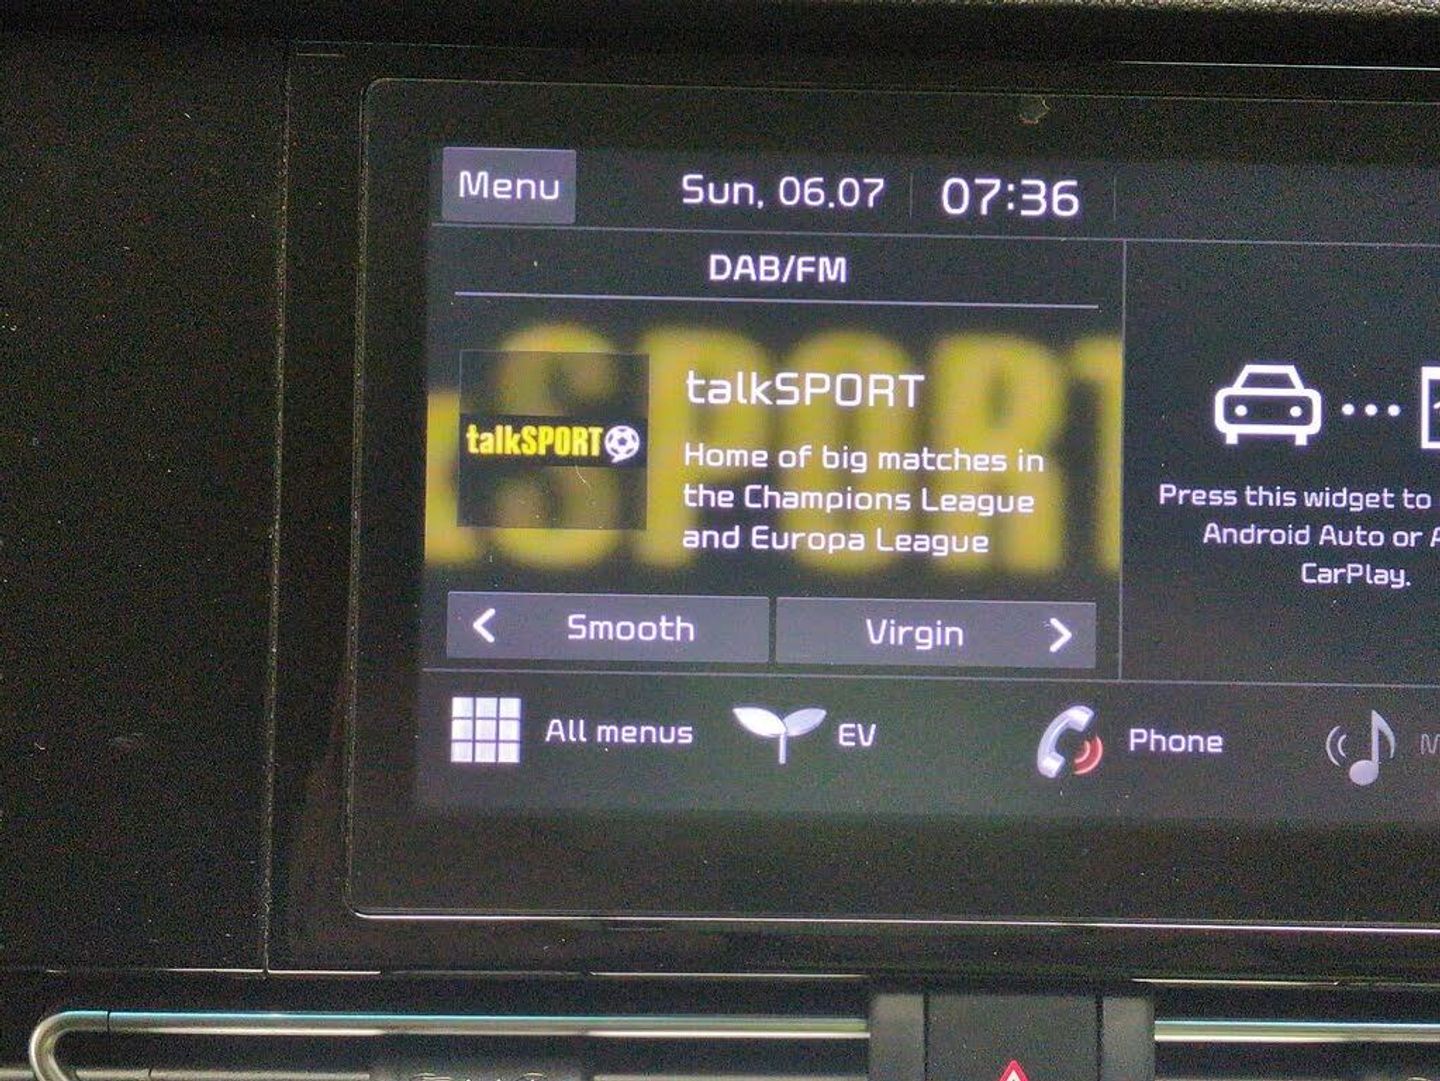 Menu
Sun, 06.07
07:36
DAB/FM
talkSPORT
talkSPORT
Home of big matches in
the Champions League
and Europa League
Smooth
Virgin
Press this widget to
Android Auto or A
CarPlay.
All menus
EV
Phone
M